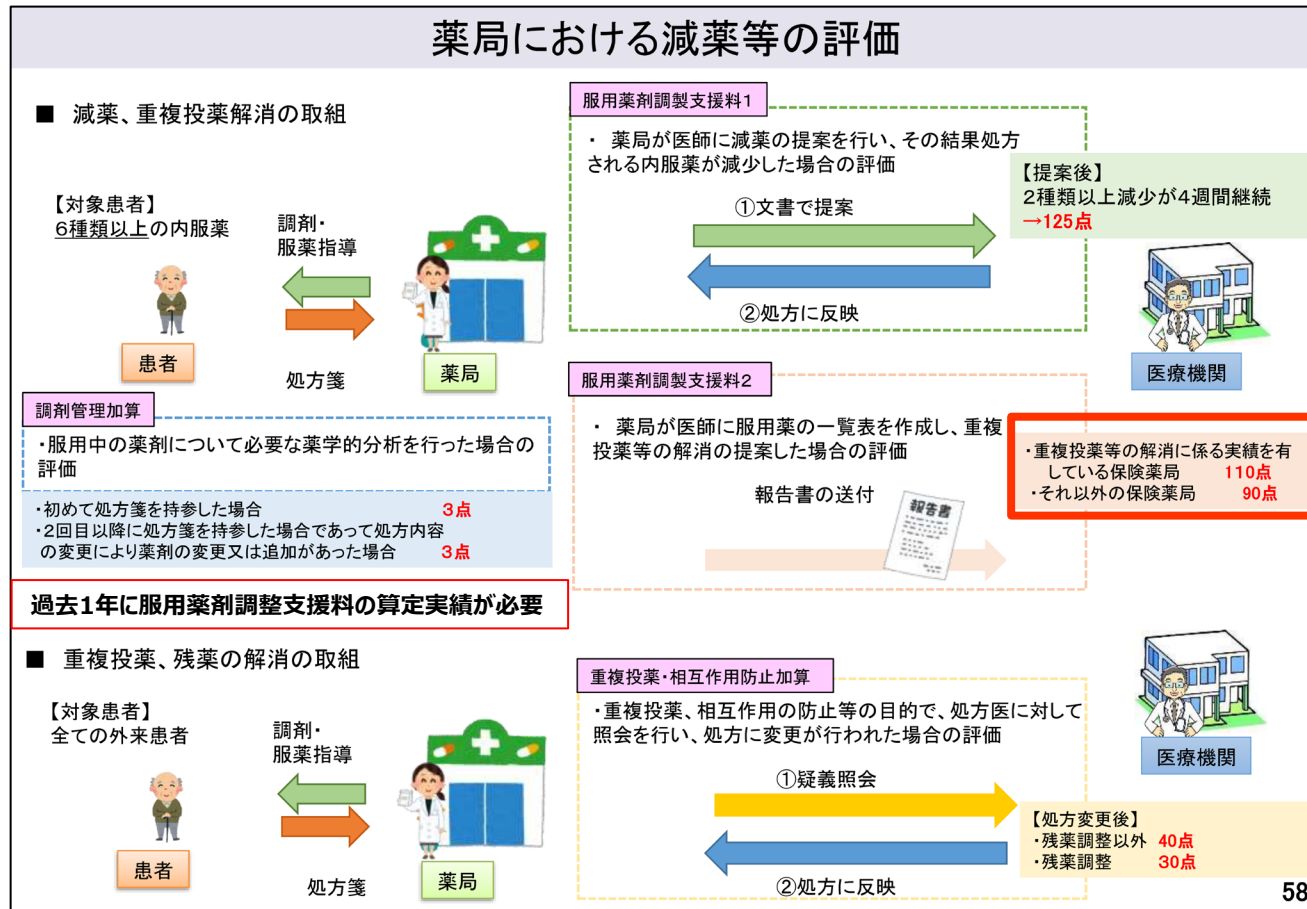 薬局における減薬等の評価
■ 減薬、重複投薬解消の取組
【対象患者】
6種類以上の内服薬
調剤・
服薬指導
処方箋
患者
薬局
服用薬剤調製支援料1
・ 薬局が医師に減薬の提案を行い、その結果処方
される内服薬が減少した場合の評価
①文書で提案
②処方に反映
【提案後】
2種類以上減少が4週間継続
→125点
医療機関
調剤管理加算
・服用中の薬剤について必要な薬学的分析を行った場合の
評価
・初めて処方箋を持参した場合 3点
・2回目以降に処方箋を持参した場合であって処方内容
の変更により薬剤の変更又は追加があった場合 3点
過去1年に服用薬剤調整支援料の算定実績が必要
服用薬剤調製支援料2
・ 薬局が医師に服用薬の一覧表を作成し、重複
投薬等の解消の提案した場合の評価
報告書の送付
報告書
・重複投薬等の解消に係る実績を有
している保険薬局 110点
・それ以外の保険薬局 90点
■ 重複投薬、残薬の解消の取組
【対象患者】
全ての外来患者
調剤・
服薬指導
処方箋
患者
薬局
重複投薬・相互作用防止加算
・重複投薬、相互作用の防止等の目的で、処方医に対して
照会を行い、処方に変更が行われた場合の評価
①疑義照会
②処方に反映
医療機関
【処方変更後】
・残薬調整以外 40点
・残薬調整 30点
58